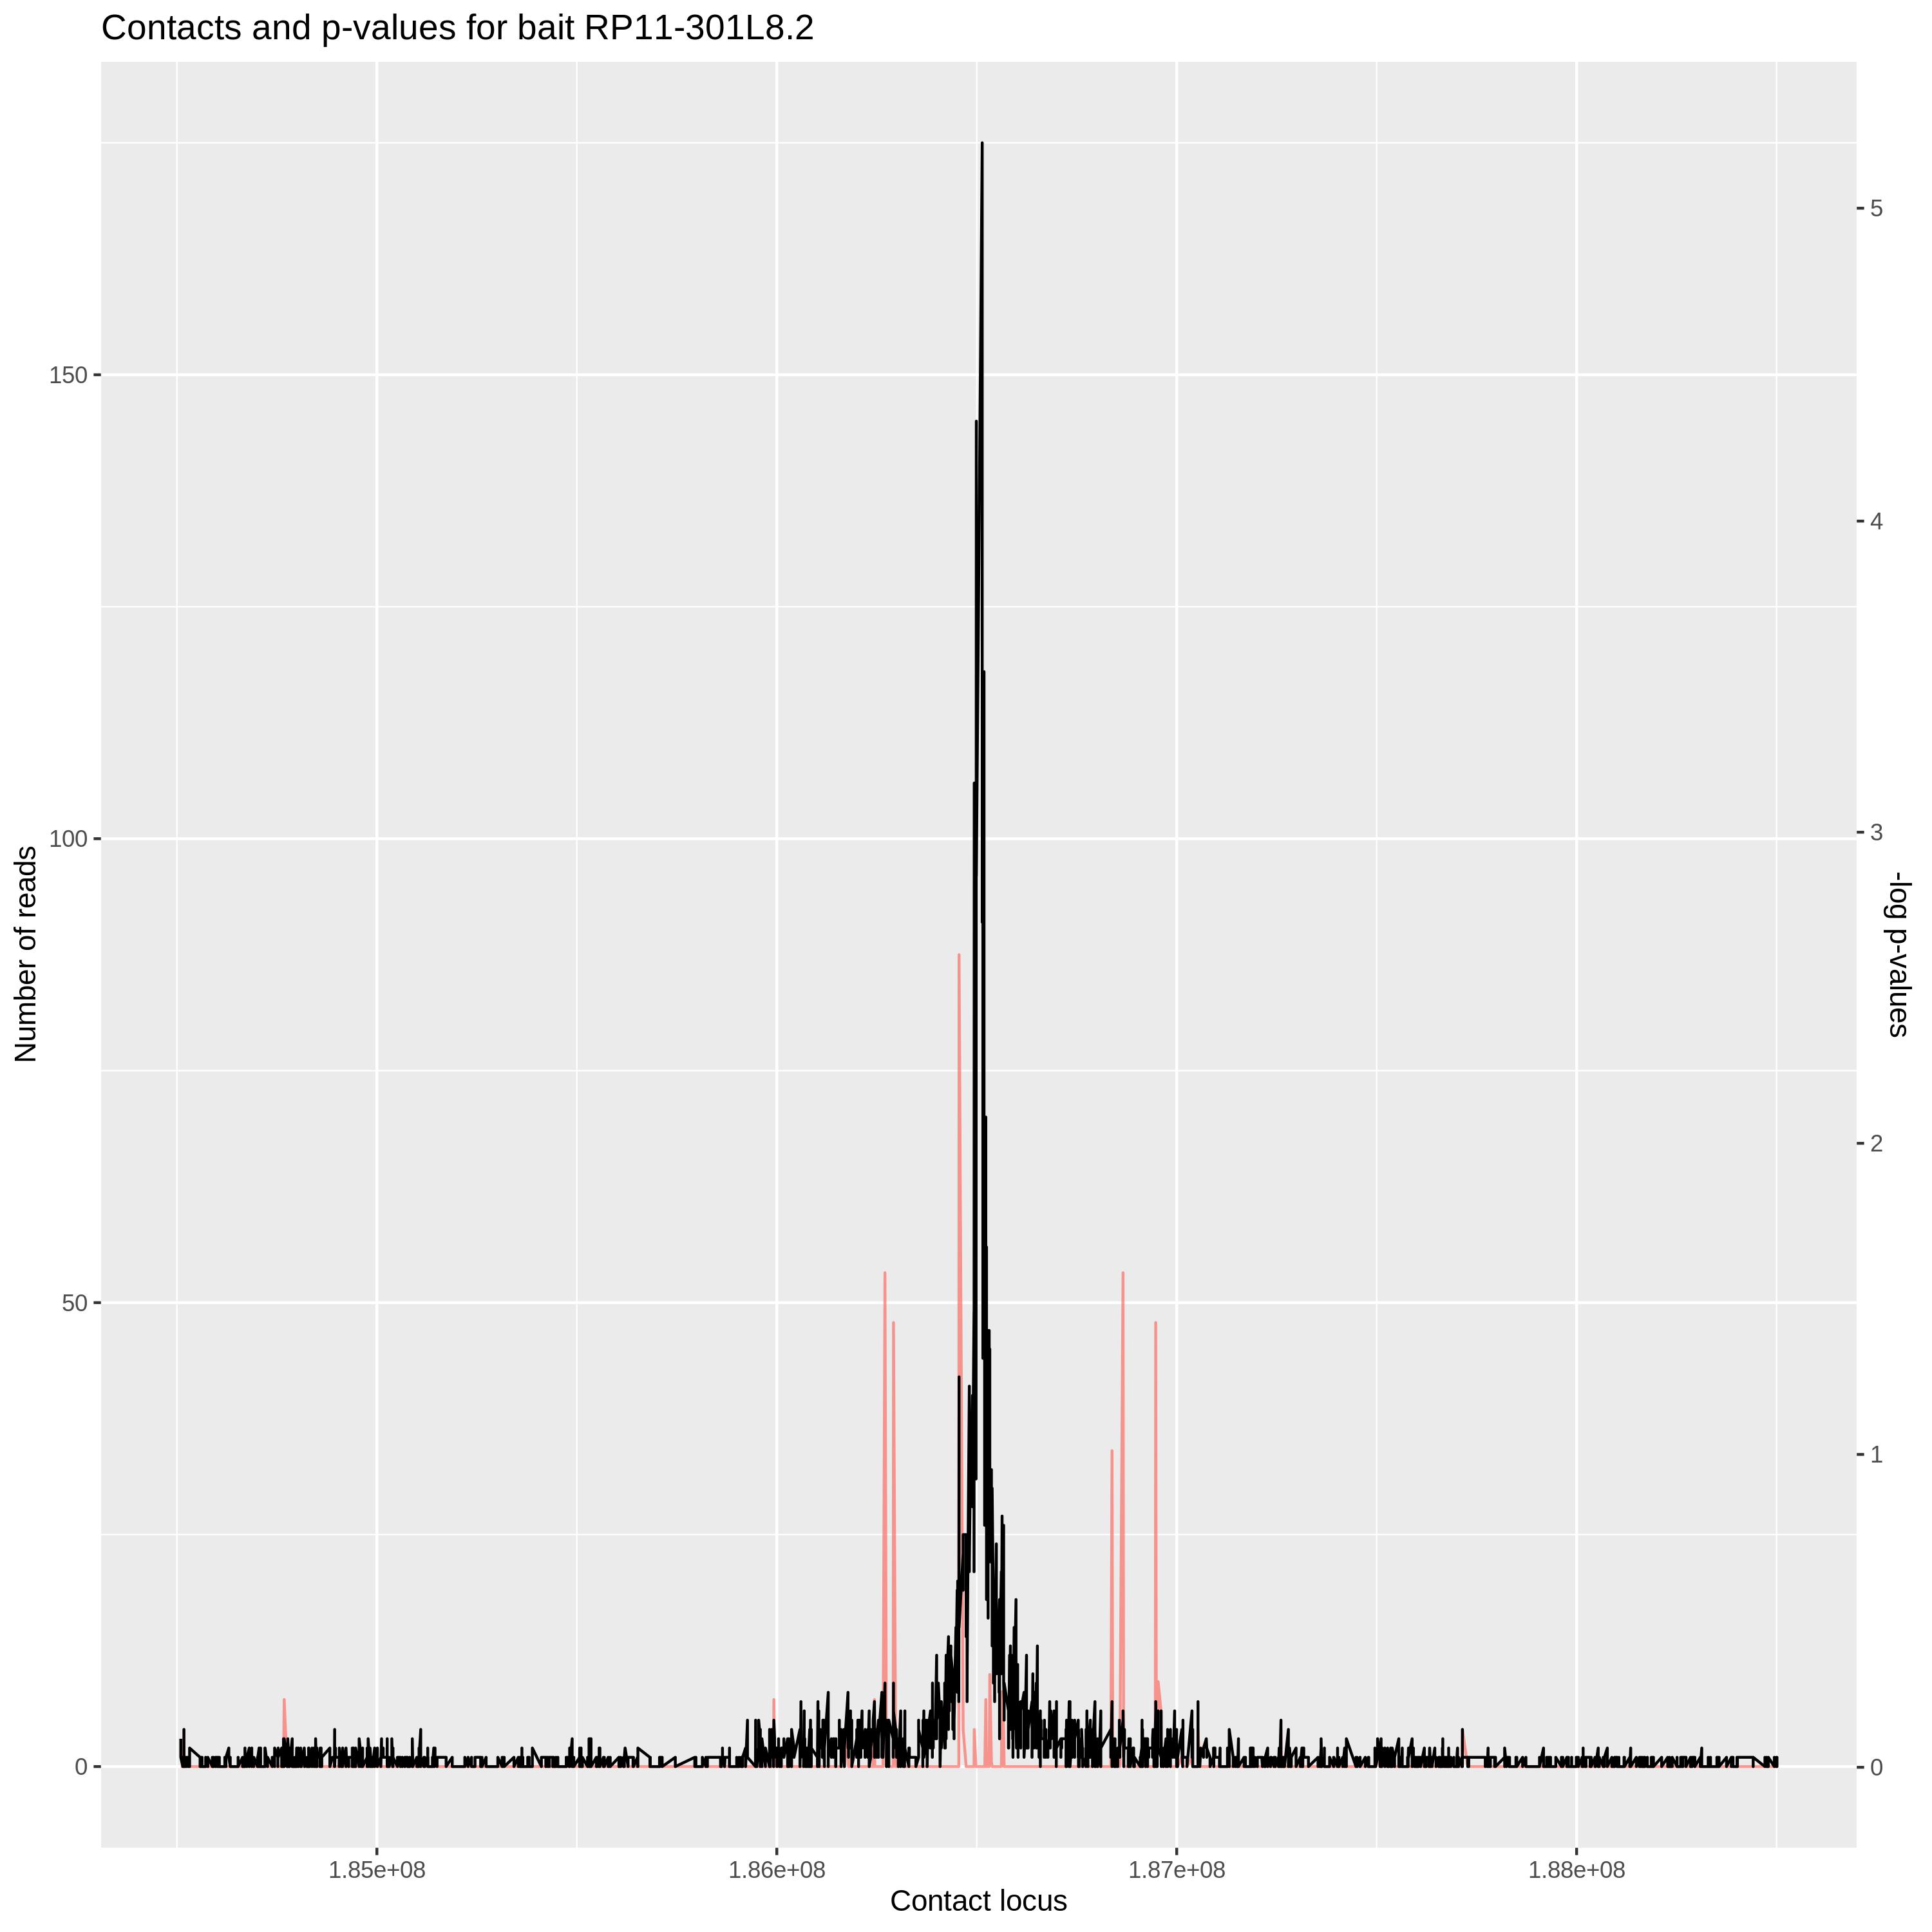 Contacts and p-values for bait RP11-301L8.2
150
100
50
0
Number of reads
5
4
3
2
1
0
-log p-values
1.85e+08
1.86e+08
1.87e+08
1.88e+08
Contact locus